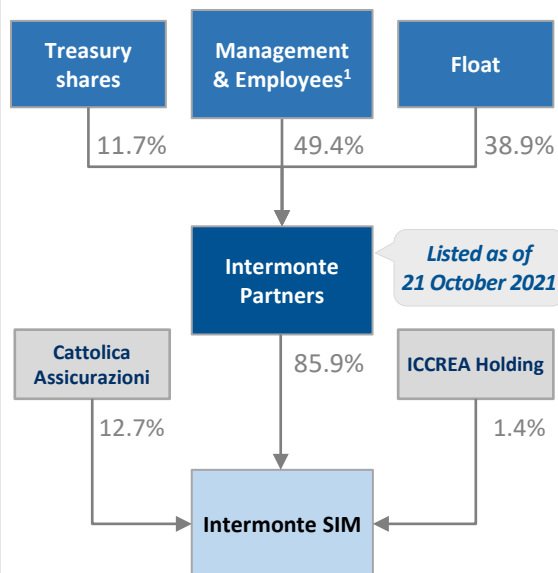 Treasury
shares
Management
& Employees¹
Float
11.7%
49.4%
38.9%
Intermonte
Partners
Listed as of
21 October 2021
Cattolica
Assicurazioni
85.9%
ICCREA Holding
12.7%
1.4%
Intermonte SIM